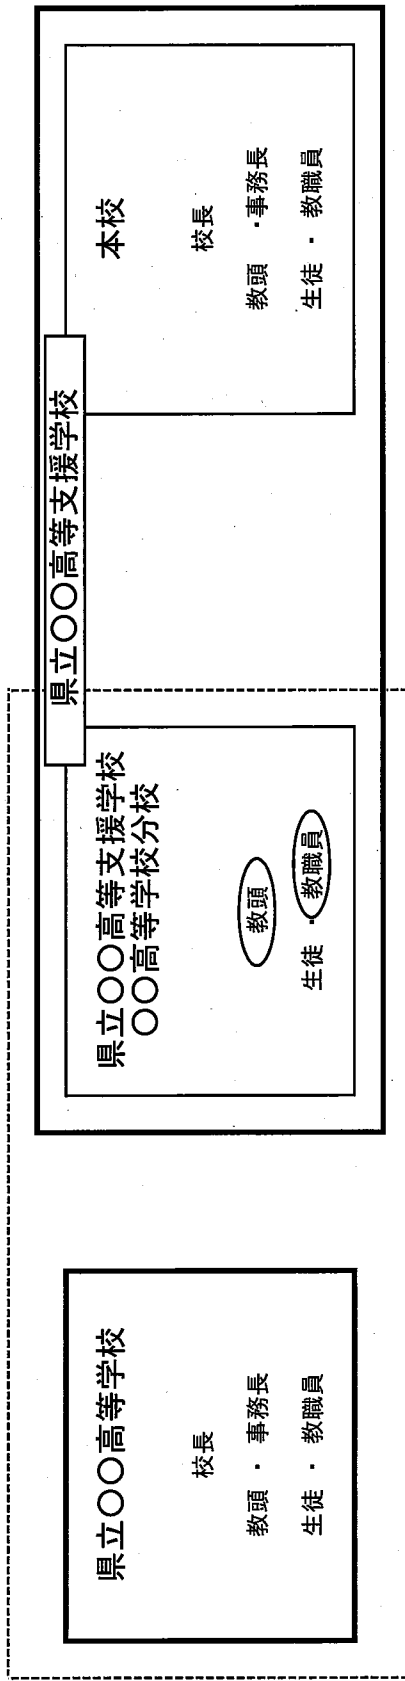 県立〇〇高等学校
校長
教頭 ・ 事務長
生徒 ・ 教職員
県立〇〇高等支援学校
県立〇〇高等支援学校
〇〇高等学校分校
教頭
生徒 ・ 教職員
本校
校長
教頭 ・事務長
生徒 ・ 教職員